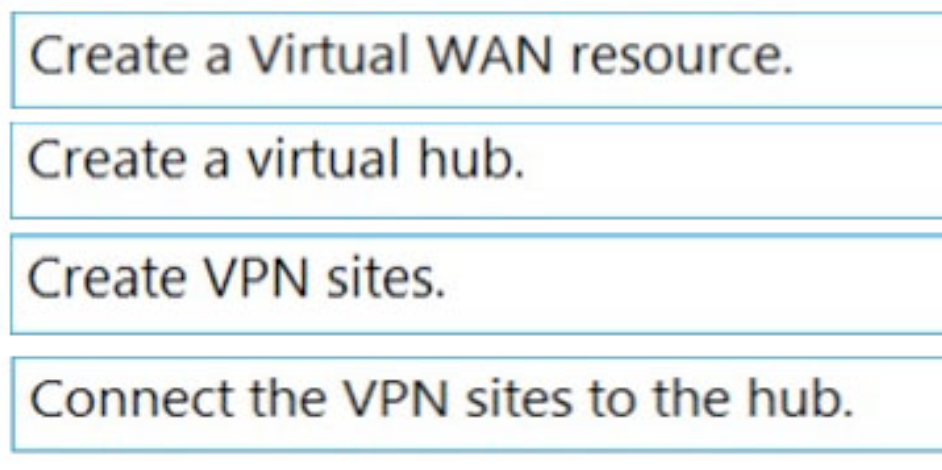 Create a Virtual WAN resource.
Create a virtual hub.
Create VPN sites.
Connect the VPN sites to the hub.